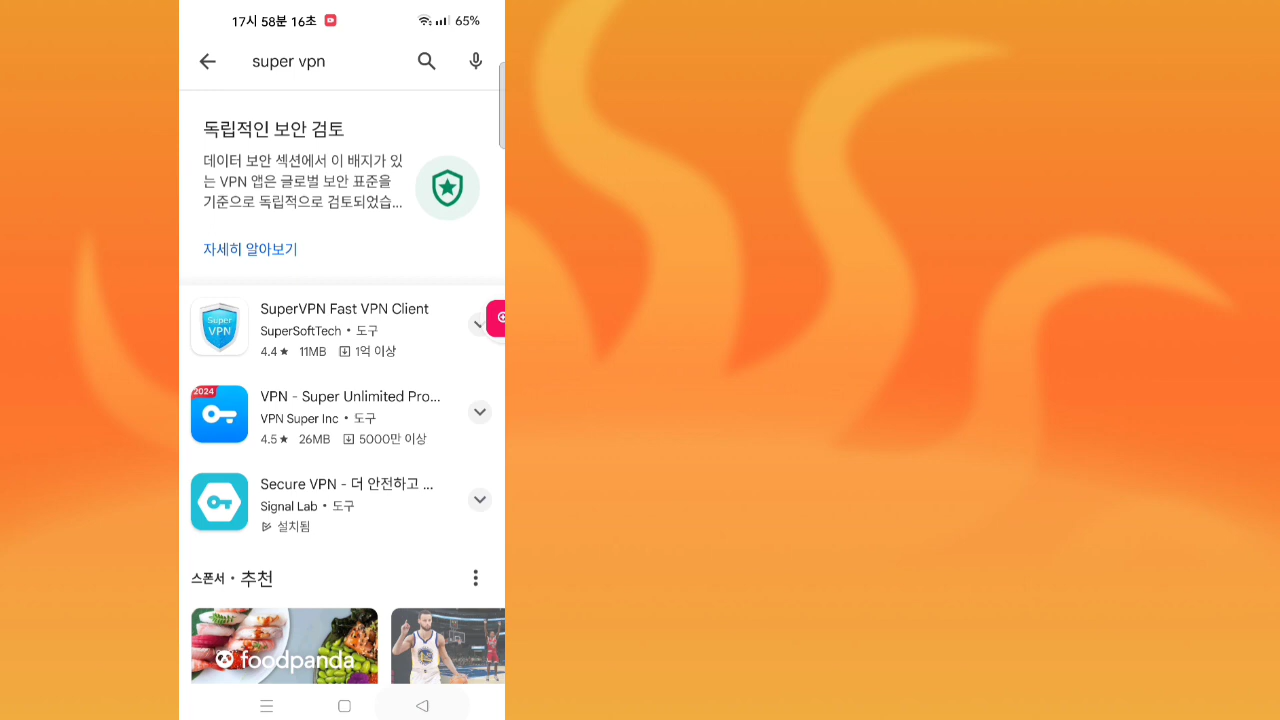 17시 58분 16초
65%
super vpn
독립적인 보안 검토
데이터 보안 섹션에서 이 배지가 있
는 VPN 앱은 글로벌 보안 표준을
기준으로 독립적으로 검토되었습...
자세히 알아보기
Super
VPN
SuperVPN Fast VPN Client
SuperSoftTech • 도구
4.4★ 11MB 1억 이상
2024
VPN - Super Unlimited Pro...
VPN Super Inc • 도구
4.5★ 26MB 5000만 이상
Secure VPN - 더 안전하고 ...
Signal Lab • 도구
설치됨
스폰서 • 추천
foodpanda